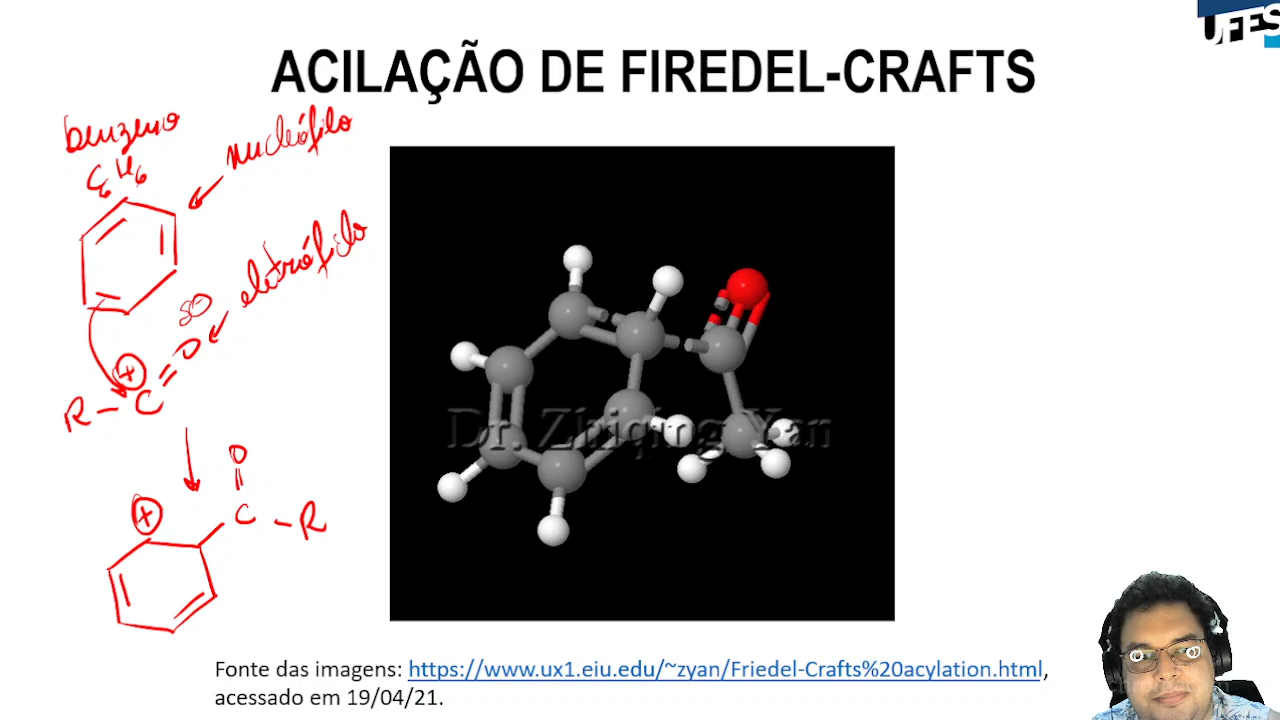 UFES
ACILAÇÃO DE FIREDEL-CRAFTS
benzeno
C6H6
nucleófilo
eletrófilo
δ⊖
⊕
R-C=O
O
⊕
C-R
Dr. Zhiqing Yan
Fonte das imagens: https://www.ux1.eiu.edu/~zyan/Friedel-Crafts%20acylation.html,
acessado em 19/04/21.